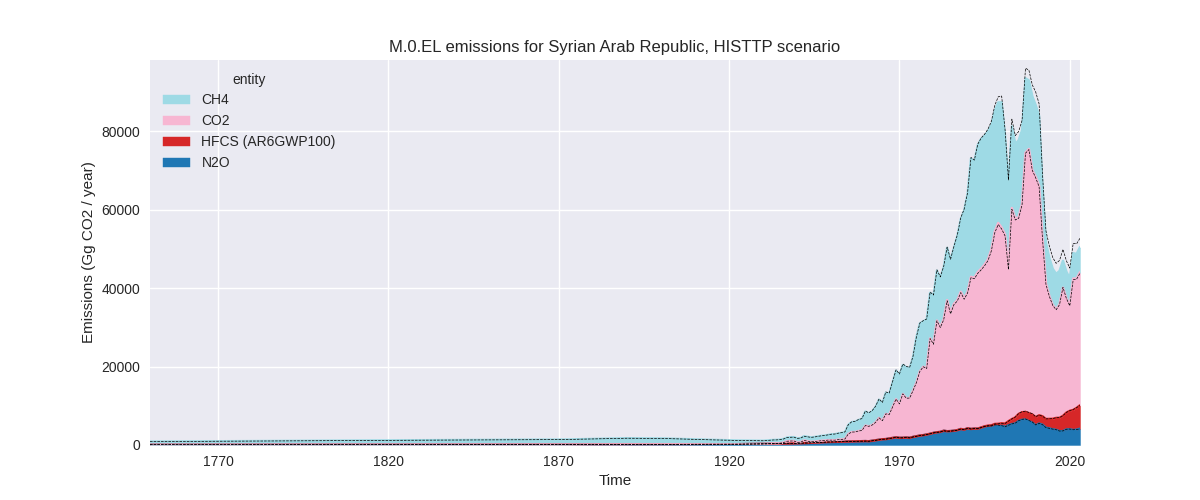 M.0.EL emissions for Syrian Arab Republic, HISTTP scenario
entity
CH4
CO2
HFCS (AR6GWP100)
N2O
Emissions (Gg CO2 / year)
80000
60000
40000
20000
0
1770
1820
1870
1920
1970
2020
Time